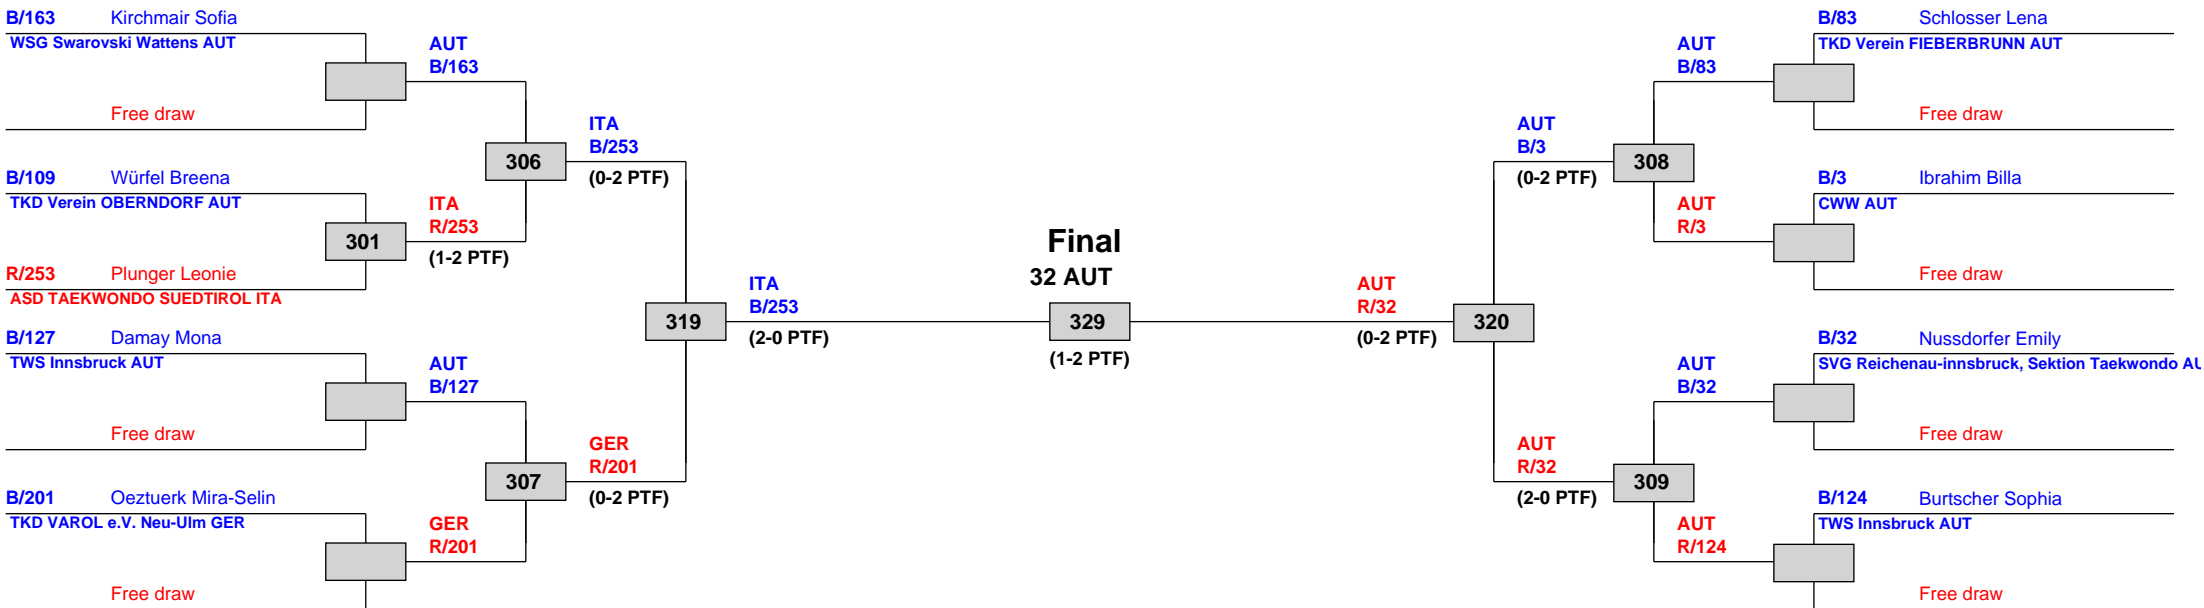 B/163 Kirchmair Sofia
WSG Swarovski Wattens AUT
Free draw
AUT
B/163
B/109 Würfel Breena
TKD Verein OBERNDORF AUT
301
R/253 Plunger Leonie
ASD TAEKWONDO SUEDTIROL ITA
ITA
R/253
(1-2 PTF)
306
ITA
B/253
(0-2 PTF)
B/127 Damay Mona
TWS Innsbruck AUT
Free draw
AUT
B/127
B/201 Oeztuerk Mira-Selin
TKD VAROL e.V. Neu-Ulm GER
Free draw
GER
R/201
307
GER
R/201
(0-2 PTF)
319
ITA
B/253
(2-0 PTF)
Final
32 AUT
329
(1-2 PTF)
AUT
R/32
(0-2 PTF)
320
AUT
B/3
(0-2 PTF)
308
AUT
B/83
B/83 Schlosser Lena
TKD Verein FIEBERBRUNN AUT
Free draw
AUT
R/3
B/3 Ibrahim Billa
CWW AUT
Free draw
AUT
R/32
(2-0 PTF)
309
AUT
B/32
B/32 Nussdorfer Emily
SVG Reichenau-innsbruck, Sektion Taekwondo AU
Free draw
AUT
R/124
B/124 Burtscher Sophia
TWS Innsbruck AUT
Free draw